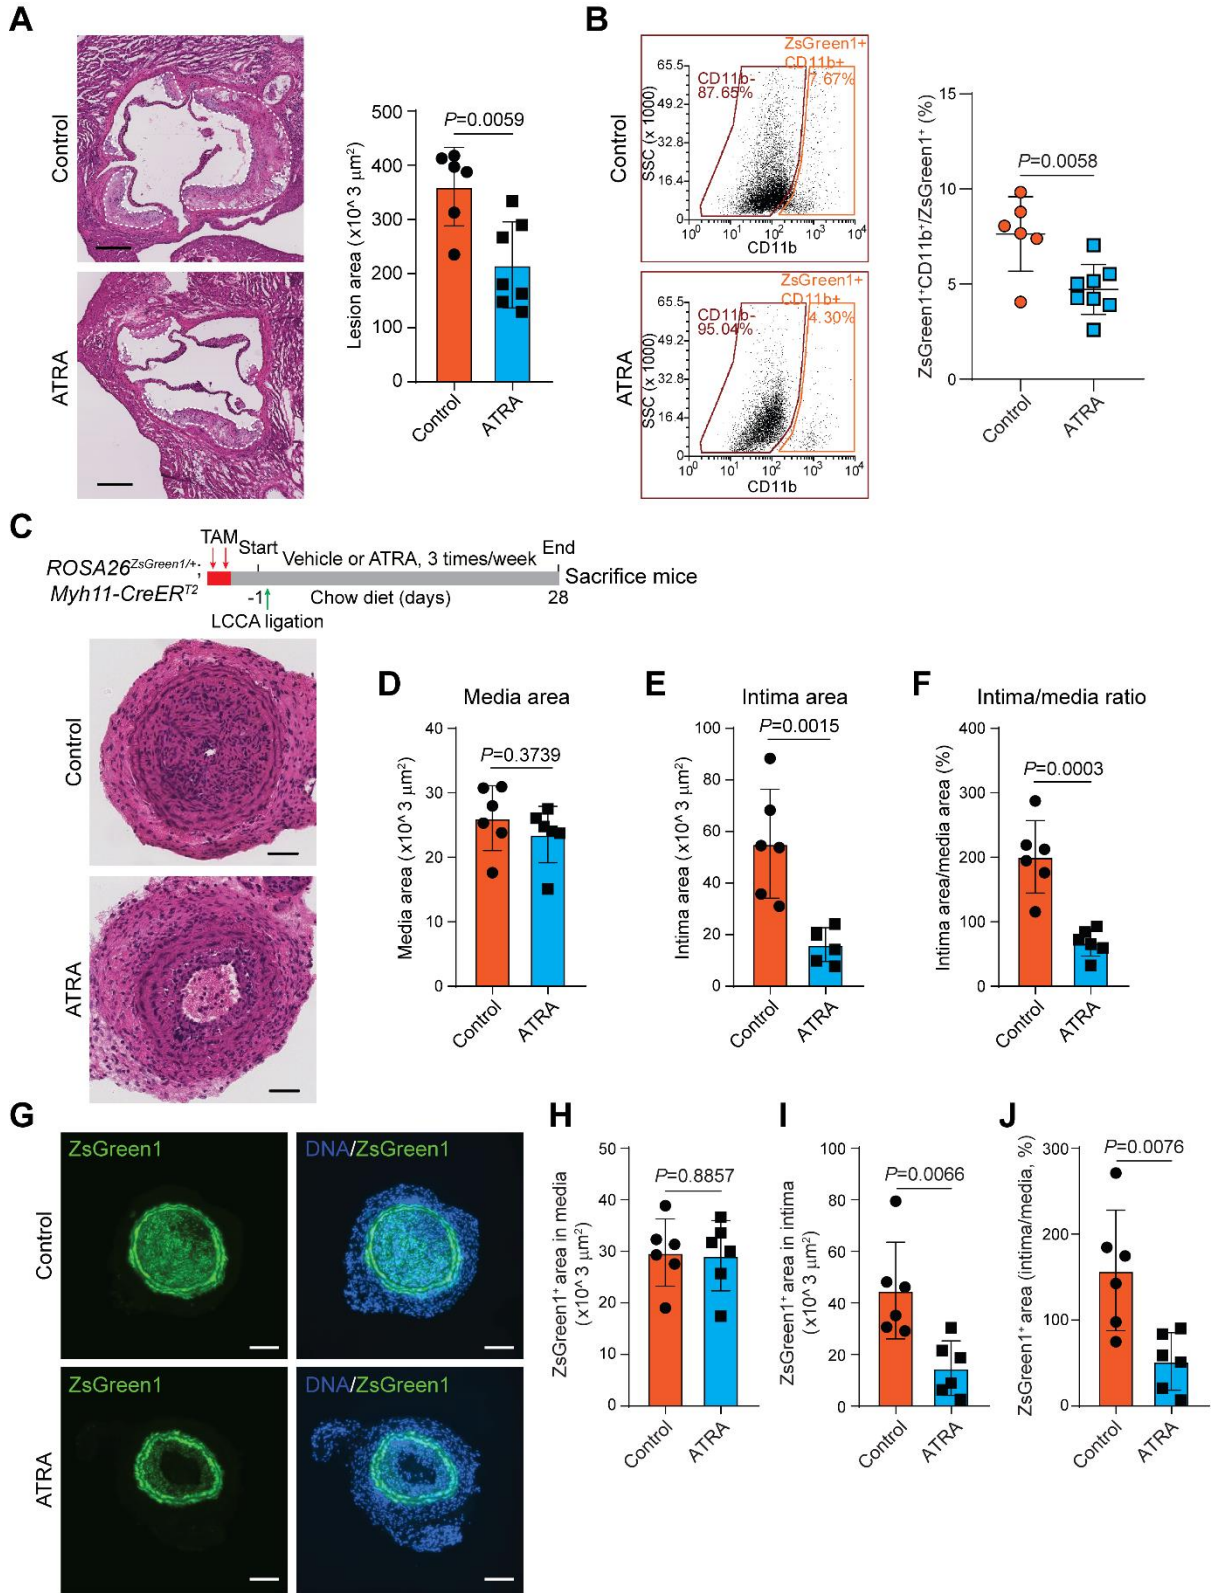 A
Control
ATRA
Lesion area (x10^ 3 μm²)
500
400
300
200
100
0
P=0.0059
Control
ATRA
B
Control
ATRA
ZsGreen1+
CD11b+
7.67%
CD11b-
87.65%
SSC (x 1000)
65.5
49.2
32.8
16.4
0
10⁰ 10¹ 10² 10³ 10⁴
CD11b
ZsGreen1+
CD11b+
4.30%
CD11b-
95.04%
SSC (x 1000)
65.5
49.2
32.8
16.4
0
10⁰ 10¹ 10² 10³ 10⁴
CD11b
ZsGreen1⁺CD11b⁺/ZsGreen1⁺ (%)
15
10
5
0
P=0.0058
Control
ATRA
C
TAM
Start
Vehicle or ATRA, 3 times/week
End
ROSA26^ZsGreen1/+;
Myh11-CreER^T2
Sacrifice mice
-1
Chow diet (days)
28
LCCA ligation
Control
ATRA
D
Media area
Media area (x10^ 3 μm²)
40
30
20
10
0
P=0.3739
Control
ATRA
E
Intima area
Intima area (x10^ 3 μm²)
100
80
60
40
20
0
P=0.0015
Control
ATRA
F
Intima/media ratio
Intima area/media area (%)
400
300
200
100
0
P=0.0003
Control
ATRA
G
Control
ATRA
ZsGreen1
DNA/ZsGreen1
ZsGreen1
DNA/ZsGreen1
H
ZsGreen1⁺ area in media
(x10^ 3 μm²)
50
40
30
20
10
0
P=0.8857
Control
ATRA
I
ZsGreen1⁺ area in intima
(x10^ 3 μm²)
100
80
60
40
20
0
P=0.0066
Control
ATRA
J
ZsGreen1⁺ area (intima/media, %)
300
200
100
0
P=0.0076
Control
ATRA